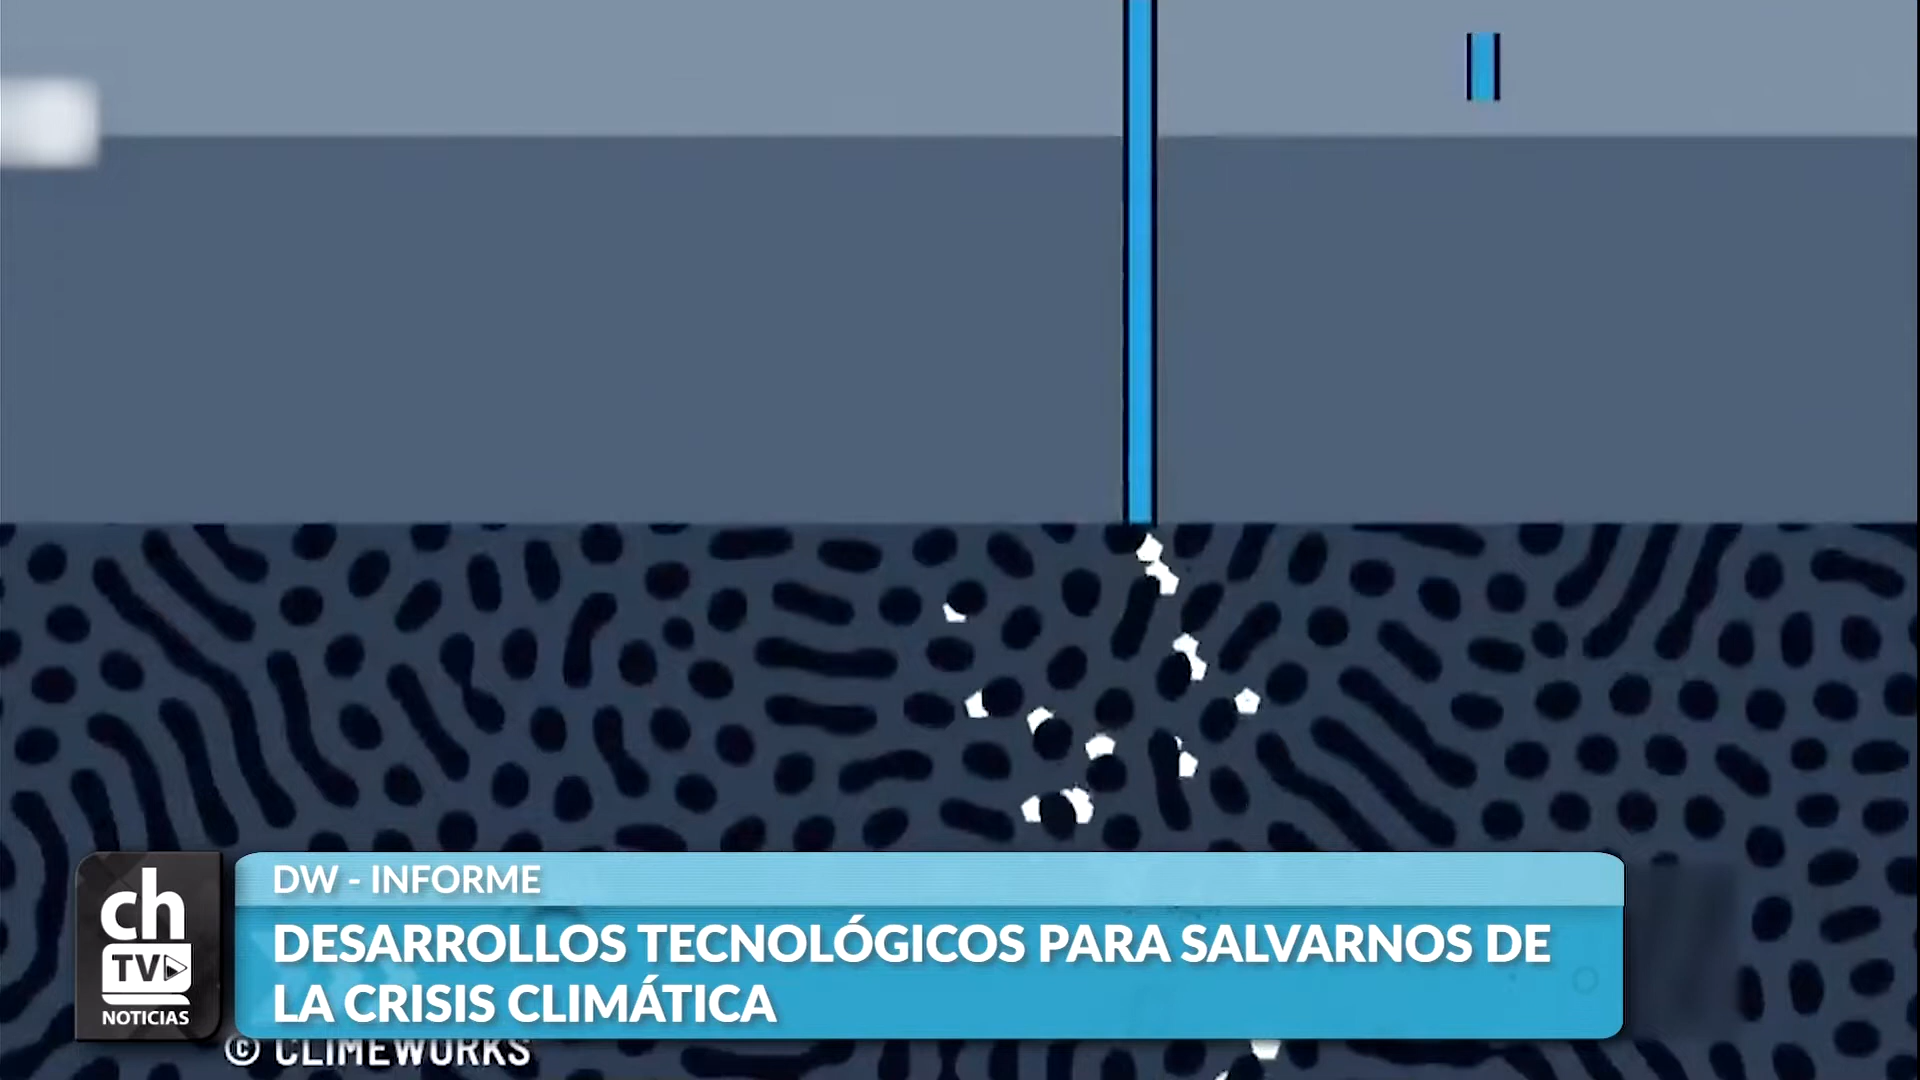 DW - INFORME
DESARROLLOS TECNOLÓGICOS PARA SALVARNOS DE
LA CRISIS CLIMÁTICA
ch
TV
NOTICIAS
© CLIMEWORKS